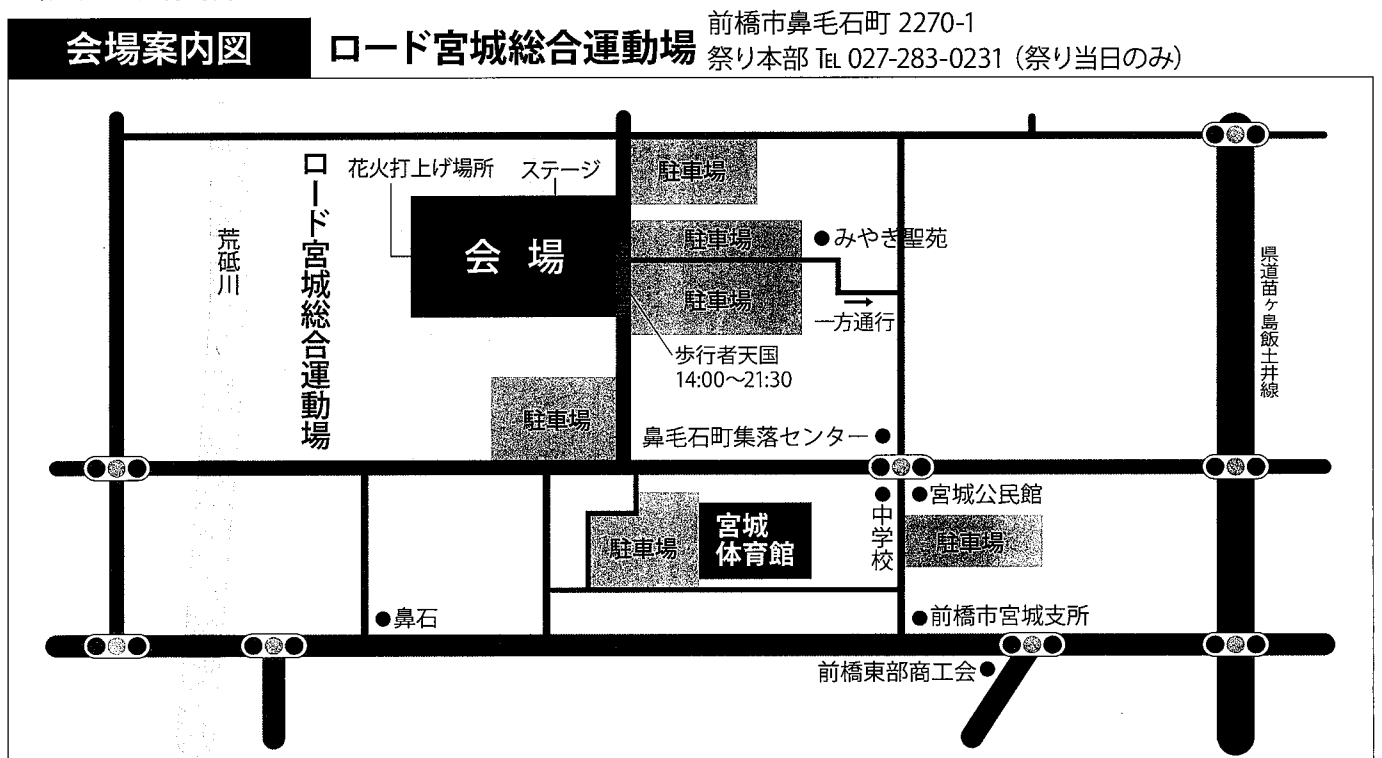 会場案内図
ロード宮城総合運動場
前橋市鼻毛石町 2270-1
祭り本部 ℡ 027-283-0231（祭り当日のみ）
花火打上げ場所
ステージ
駐車場
ロード宮城総合運動場
荒砥川
会 場
駐車場
みやぎ聖苑
駐車場
一方通行
県道苗ヶ島飯土井線
歩行者天国
14:00〜21:30
駐車場
鼻毛石町集落センター
中学校
宮城公民館
駐車場
宮城
体育館
駐車場
鼻石
前橋市宮城支所
前橋東部商工会